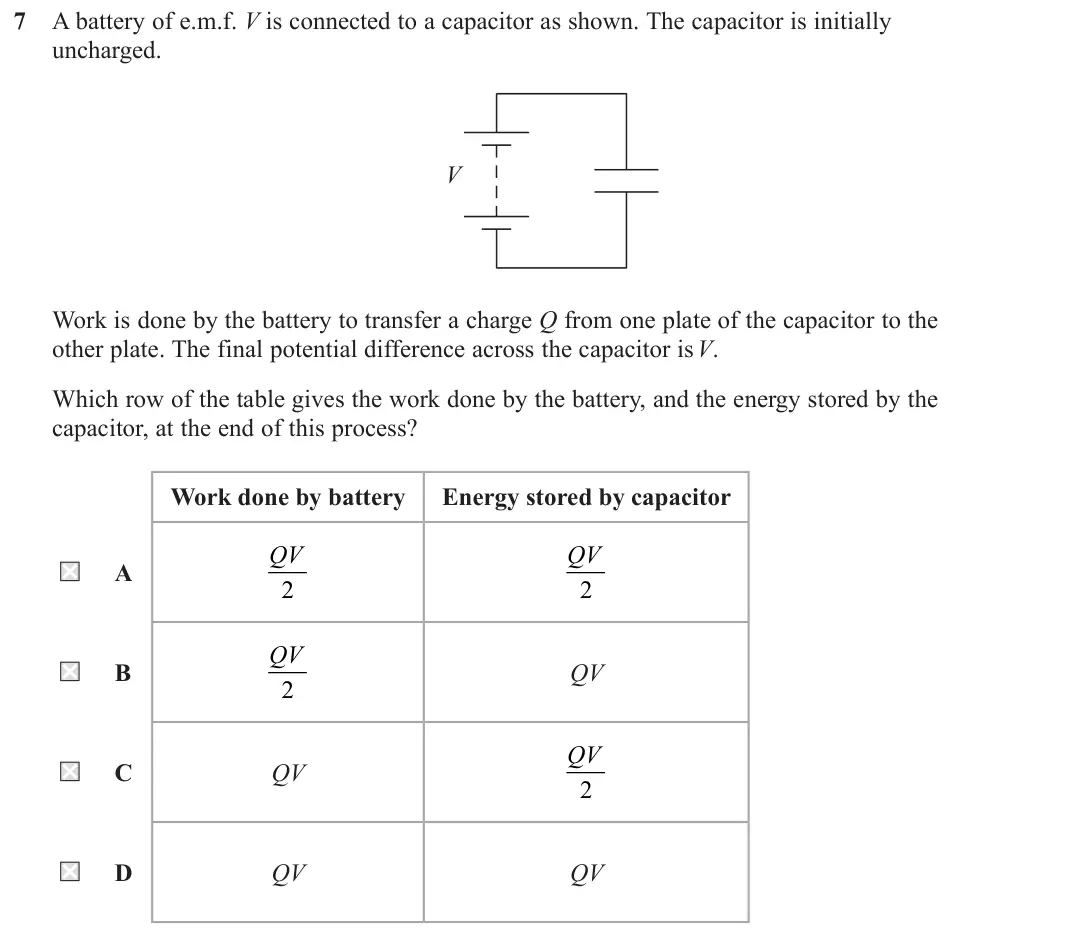 7 A battery of e.m.f. V is connected to a capacitor as shown. The capacitor is initially
uncharged.
V
Work is done by the battery to transfer a charge Q from one plate of the capacitor to the
other plate. The final potential difference across the capacitor is V.
Which row of the table gives the work done by the battery, and the energy stored by the
capacitor, at the end of this process?
Work done by battery Energy stored by capacitor
A QV/2 QV/2
B QV/2 QV
C QV QV/2
D QV QV